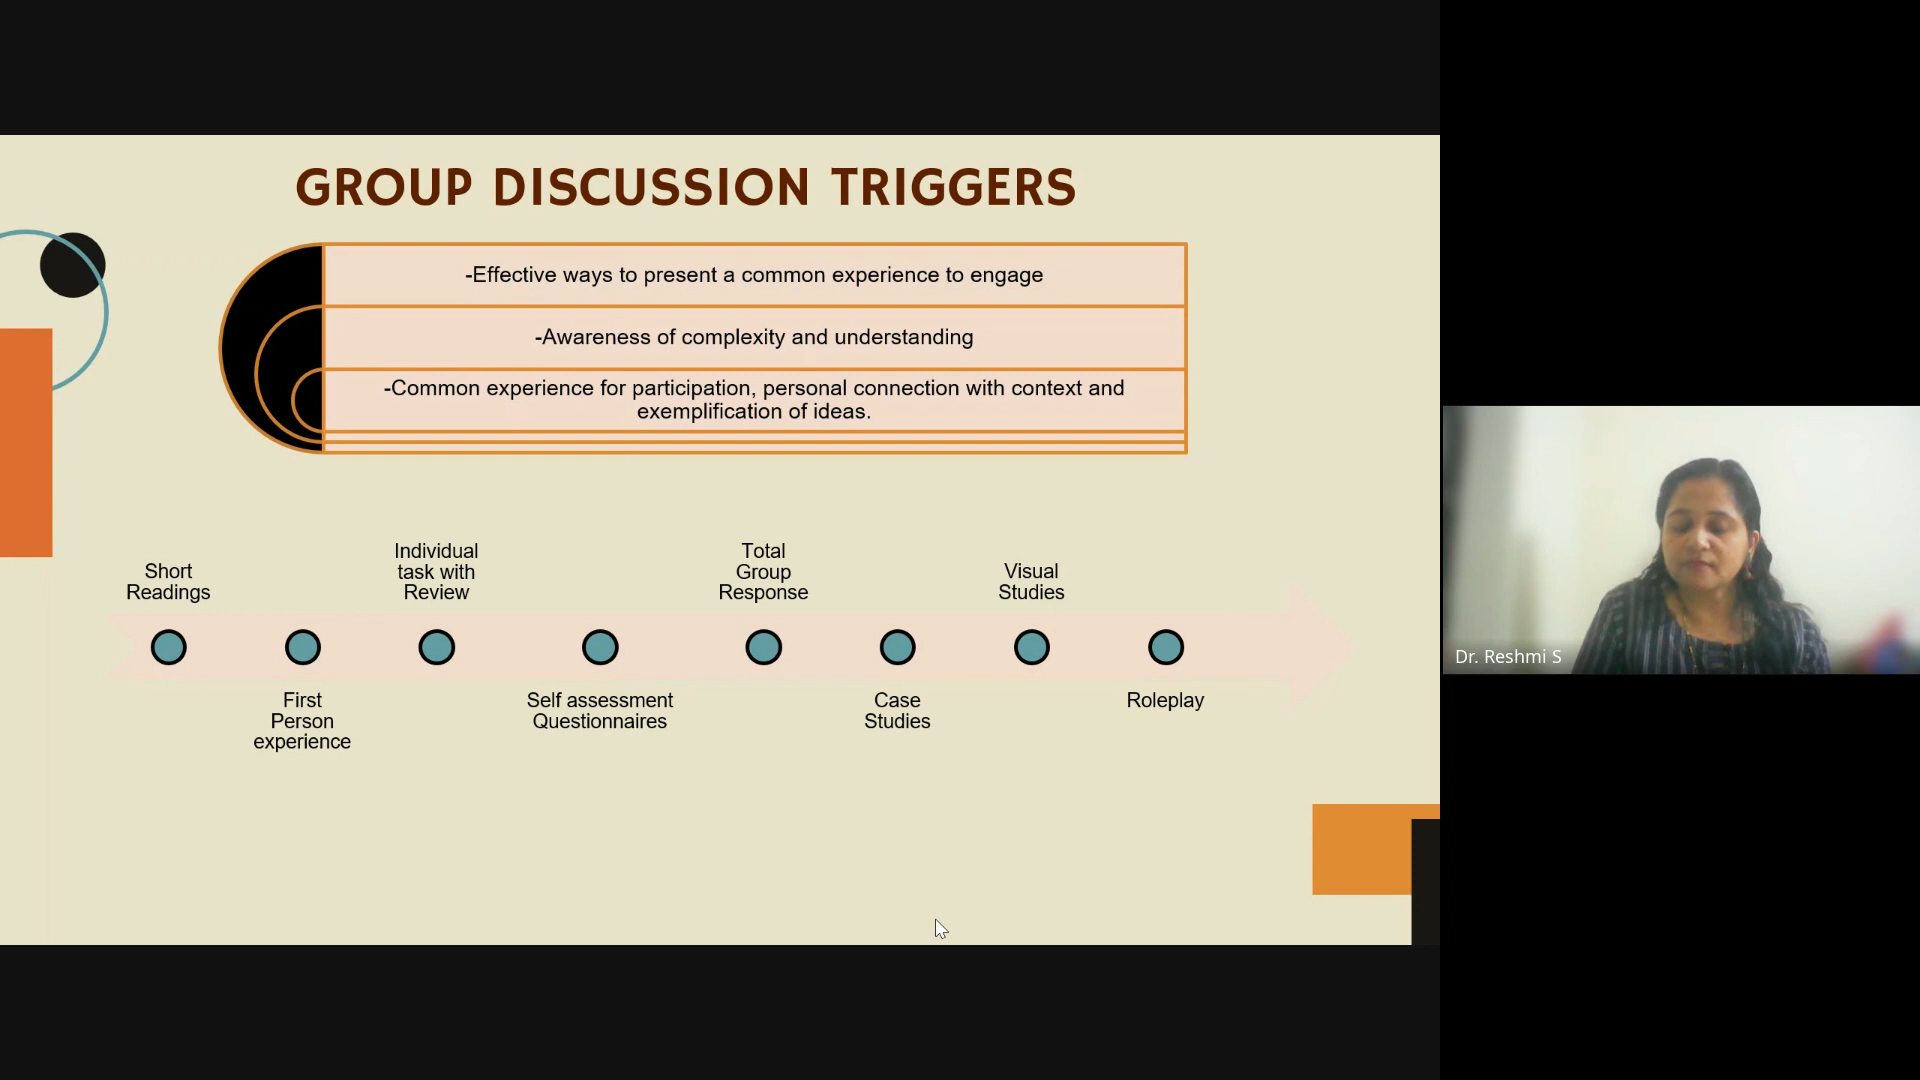 GROUP DISCUSSION TRIGGERS
-Effective ways to present a common experience to engage
-Awareness of complexity and understanding
-Common experience for participation, personal connection with context and
exemplification of ideas.
Short
Readings
First
Person
experience
Individual
task with
Review
Self assessment
Questionnaires
Total
Group
Response
Case
Studies
Visual
Studies
Roleplay
Dr. Reshmi S